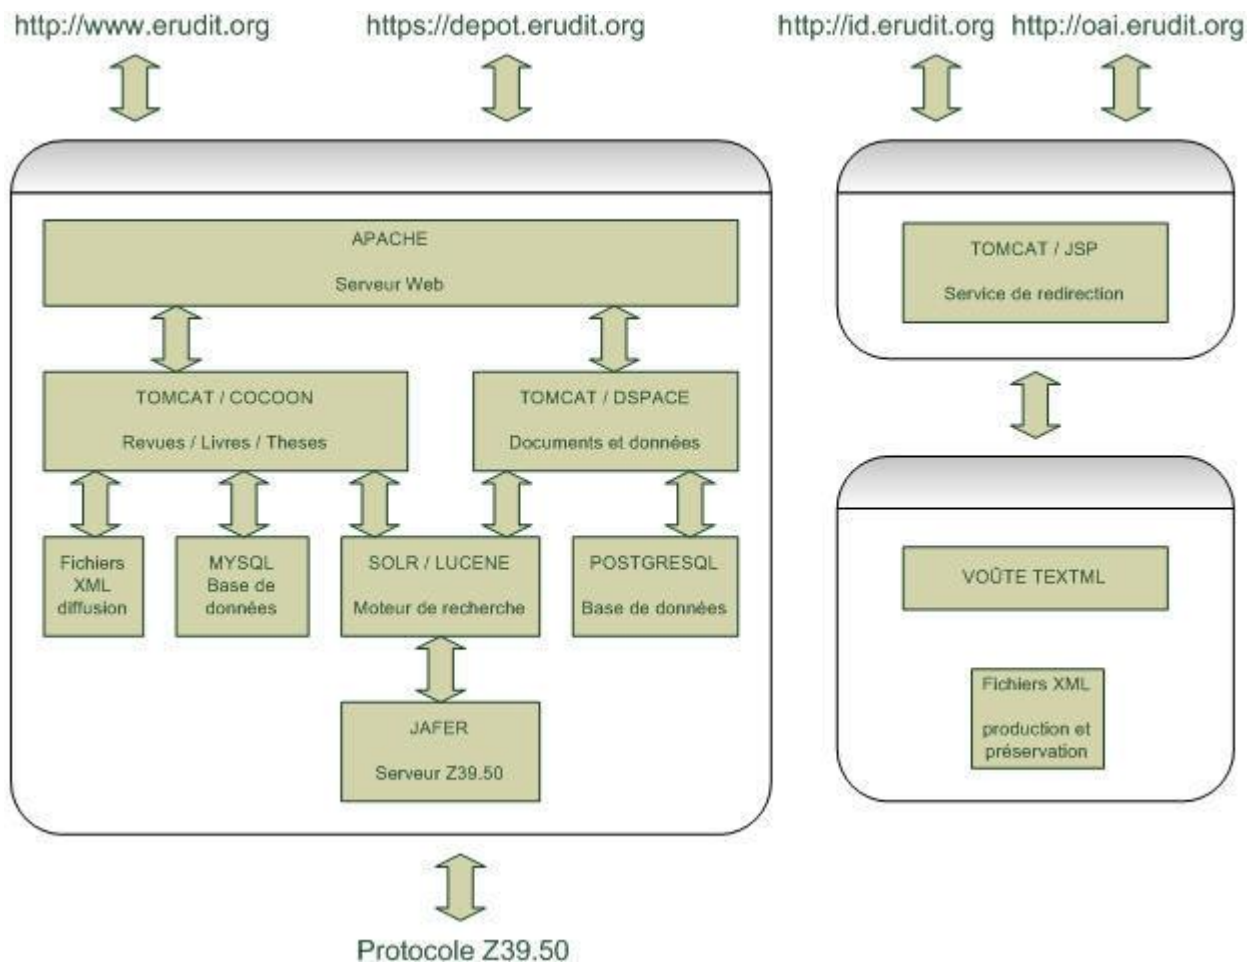 http://www.erudit.org
https://depot.erudit.org
http://id.erudit.org
http://oai.erudit.org
APACHE
Serveur Web
TOMCAT / JSP
Service de redirection
TOMCAT / COCOON
Revues / Livres / Theses
TOMCAT / DSPACE
Documents et données
Fichiers
XML
diffusion
MYSQL
Base de
données
SOLR / LUCENE
Moteur de recherche
POSTGRESQL
Base de données
VOÛTE TEXTML
JAFER
Serveur Z39.50
Fichiers XML
production et
préservation
Protocole Z39.50